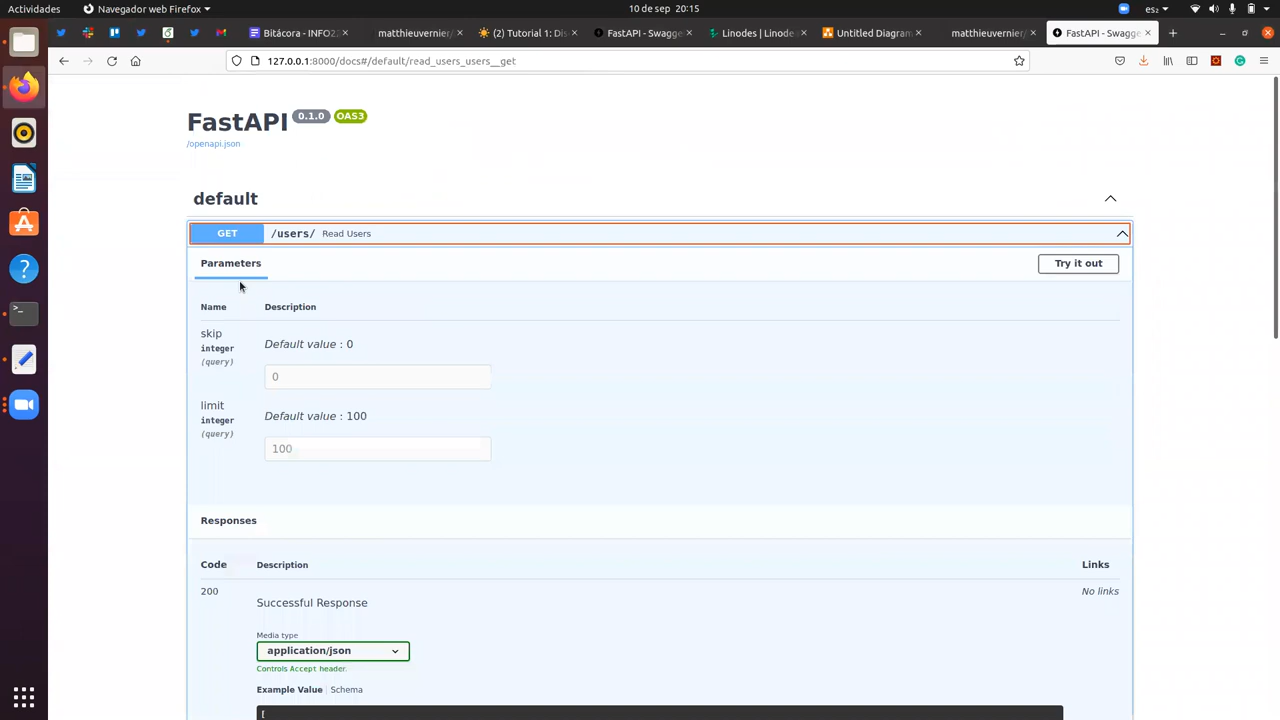 Actividades
Navegador web Firefox
10 de sep 20:15
es₂
Bitácora - INFO22
matthieuvernier/
(2) Tutorial 1: Dis
FastAPI - Swagge
Linodes | Linode
Untitled Diagram
matthieuvernier/
FastAPI - Swagge
127.0.0.1:8000/docs#/default/read_users_users__get
FastAPI 0.1.0 OAS3
/openapi.json
default
GET /users/ Read Users
Parameters
Try it out
Name Description
skip
integer
(query)
Default value : 0
0
limit
integer
(query)
Default value : 100
100
Responses
Code Description Links
200
Successful Response
No links
Media type
application/json
Controls Accept header.
Example Value Schema
[